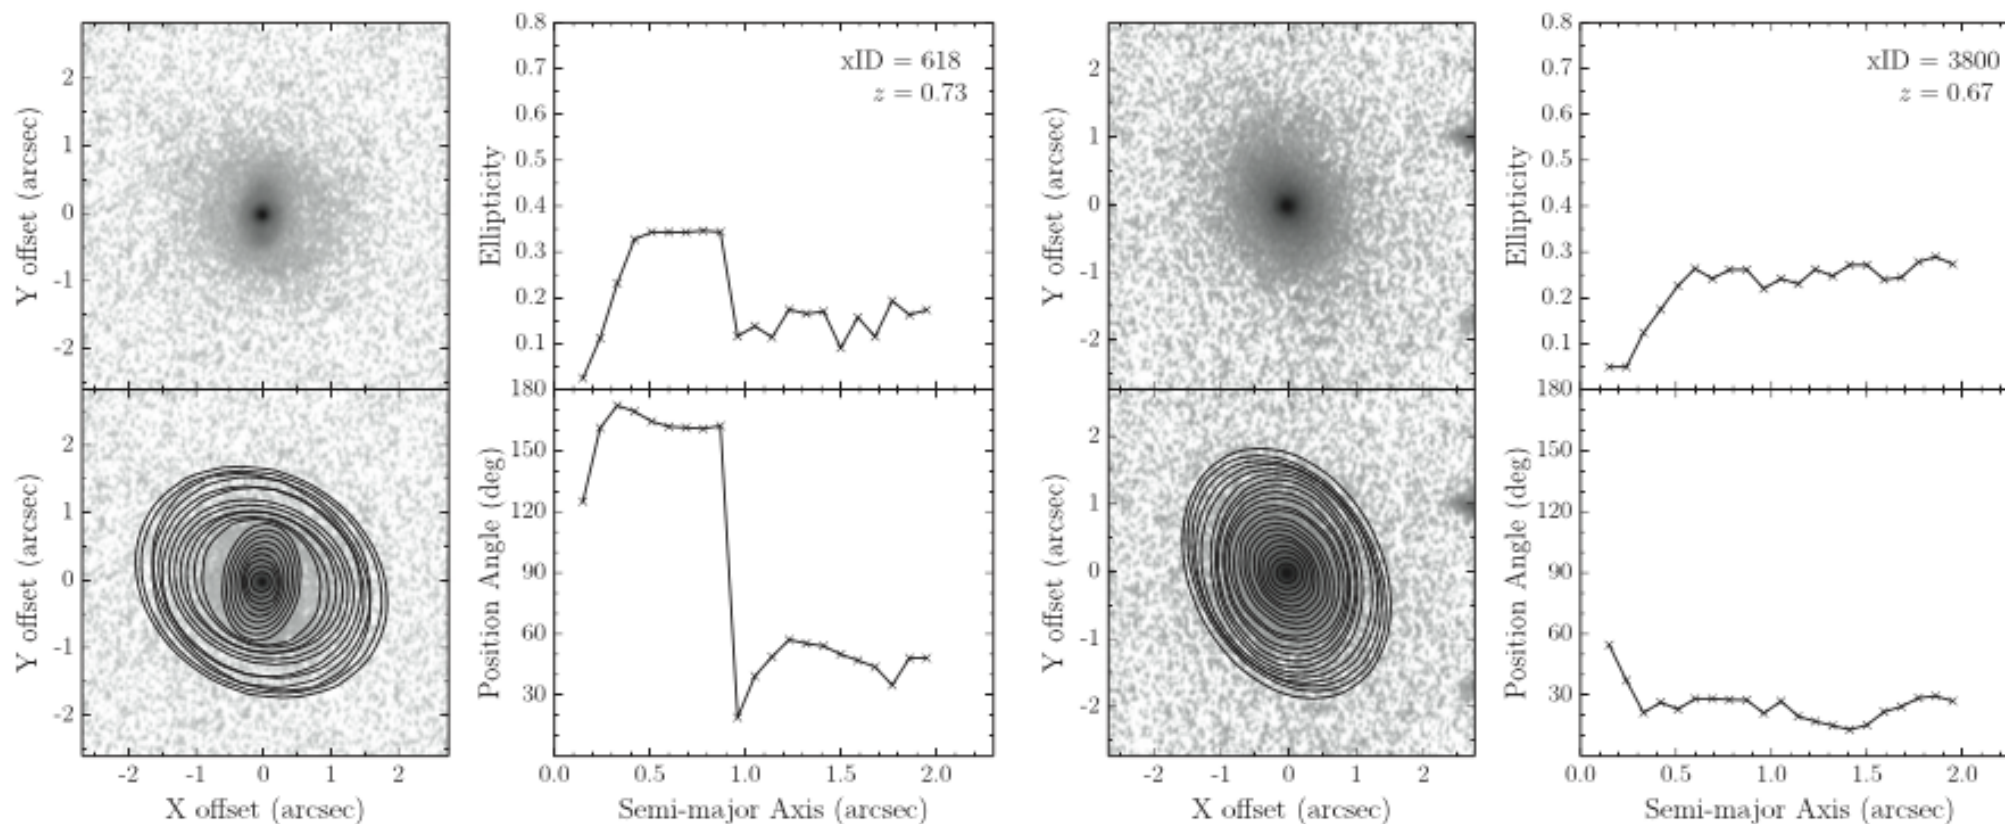 2
1
0
-1
-2
Y offset (arcsec)
0.8
0.7
0.6
0.5
0.4
0.3
0.2
0.1
Ellipticity
xID = 618
z = 0.73
2
1
0
-1
-2
Y offset (arcsec)
0.8
0.7
0.6
0.5
0.4
0.3
0.2
0.1
Ellipticity
xID = 3800
z = 0.67
2
1
0
-1
-2
Y offset (arcsec)
-2 -1 0 1 2
X offset (arcsec)
180
150
120
90
60
30
Position Angle (deg)
0.0 0.5 1.0 1.5 2.0
Semi-major Axis (arcsec)
2
1
0
-1
-2
Y offset (arcsec)
-2 -1 0 1 2
X offset (arcsec)
180
150
120
90
60
30
Position Angle (deg)
0.0 0.5 1.0 1.5 2.0
Semi-major Axis (arcsec)